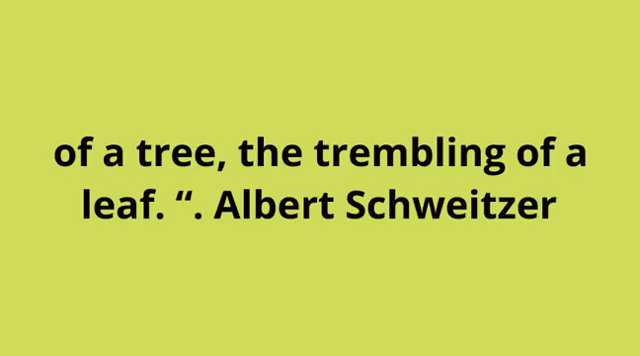 of a tree, the trembling of a
leaf. “. Albert Schweitzer